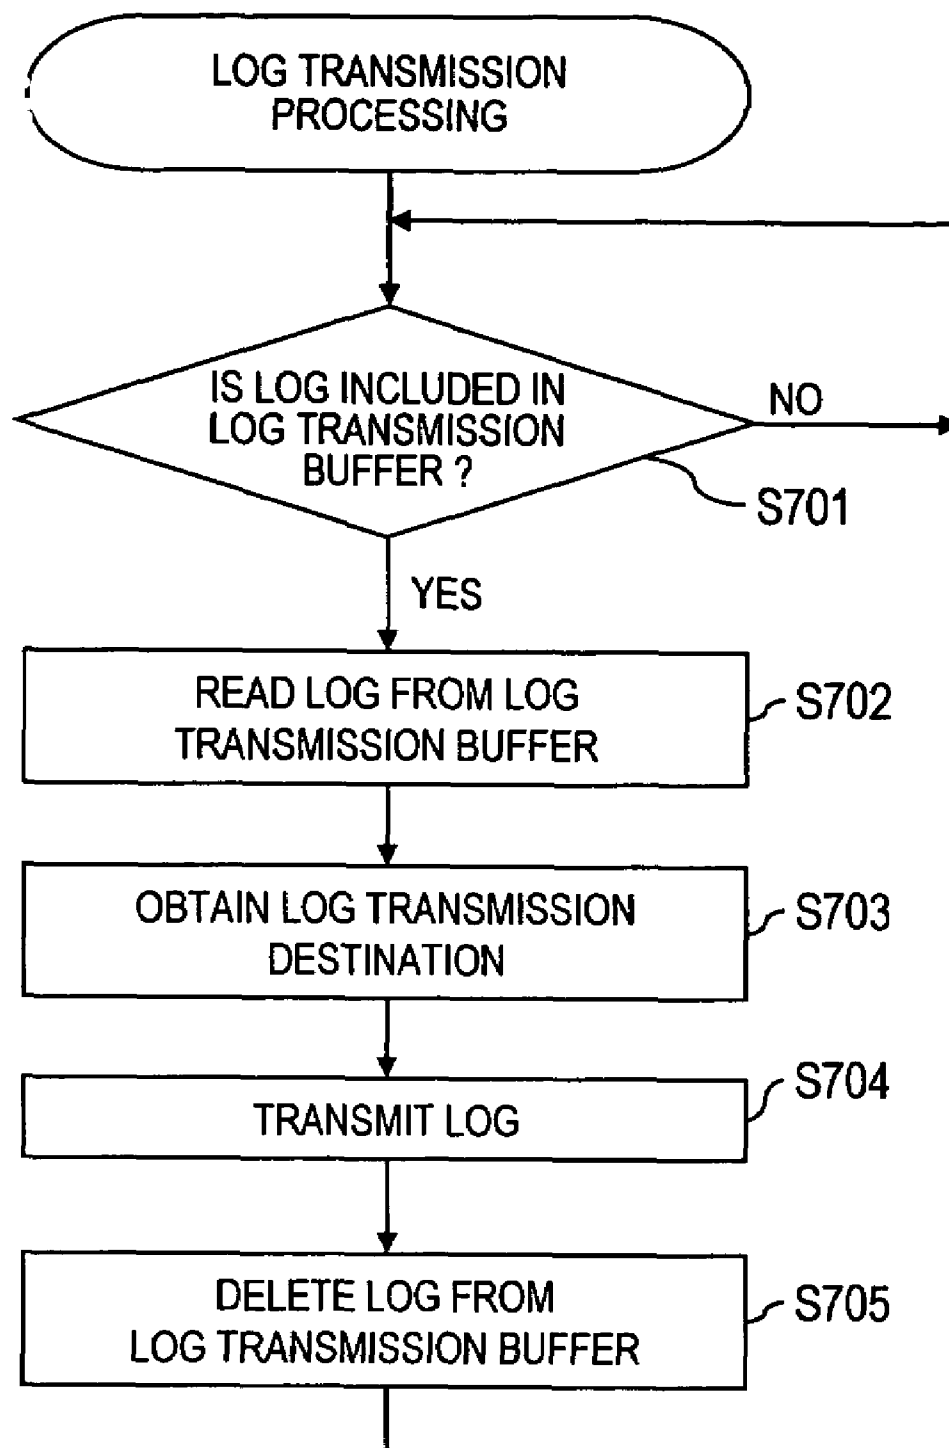 LOG TRANSMISSION
PROCESSING
IS LOG INCLUDED IN
LOG TRANSMISSION
BUFFER ?
NO
S701
YES
READ LOG FROM LOG
TRANSMISSION BUFFER
S702
OBTAIN LOG TRANSMISSION
DESTINATION
S703
TRANSMIT LOG
S704
DELETE LOG FROM
LOG TRANSMISSION BUFFER
S705